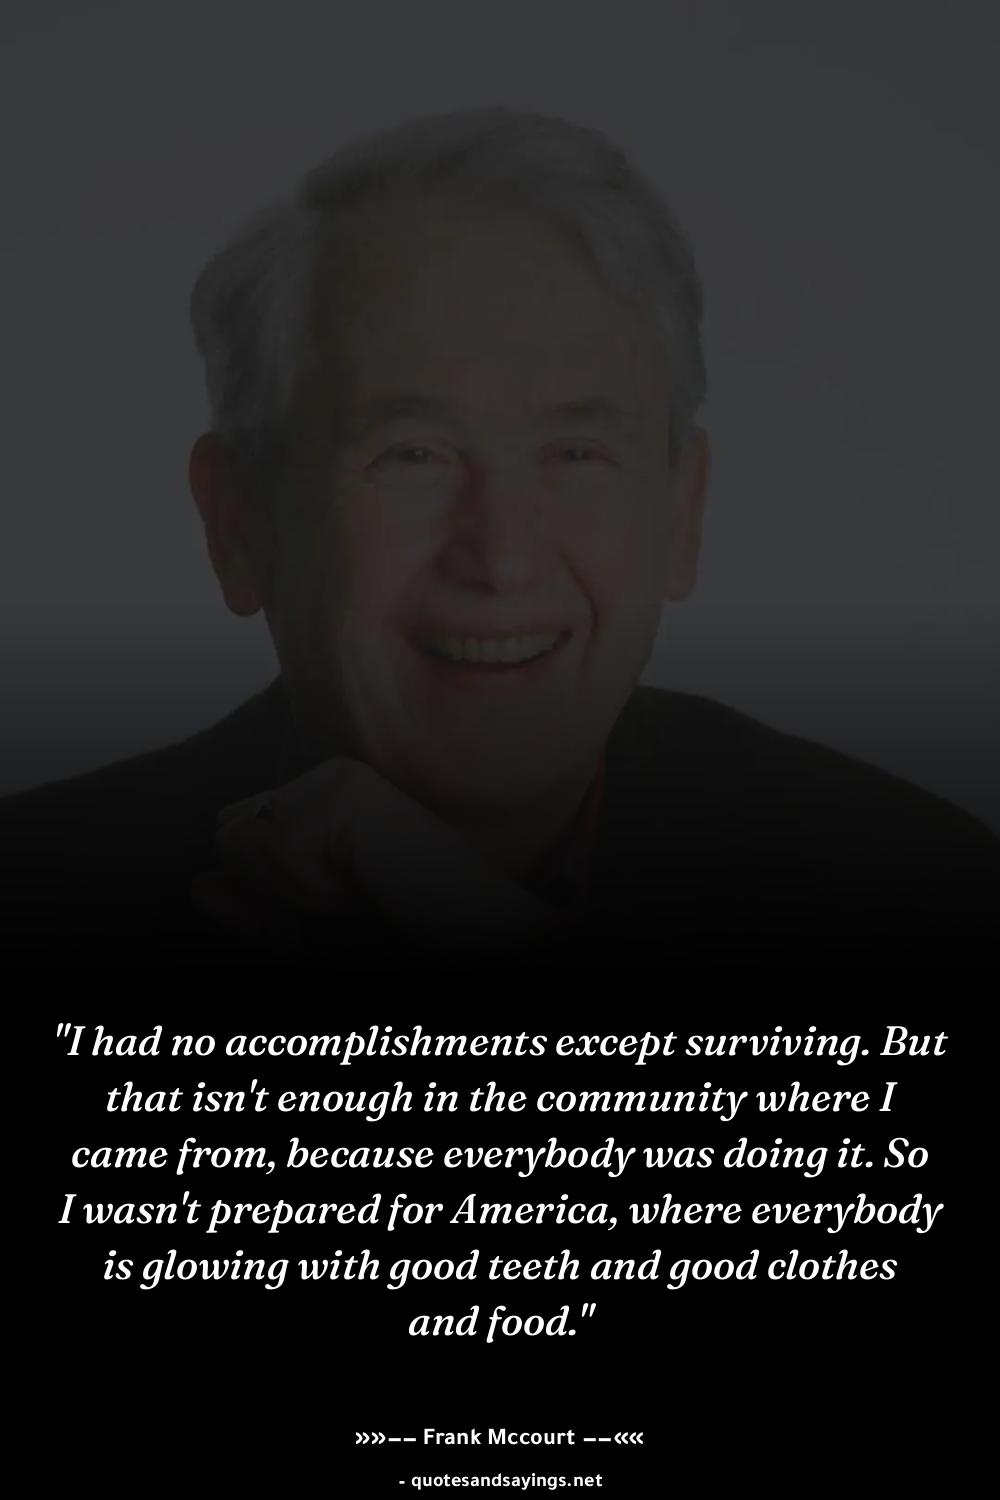 "I had no accomplishments except surviving. But
that isn't enough in the community where I
came from, because everybody was doing it. So
I wasn't prepared for America, where everybody
is glowing with good teeth and good clothes
and food."
»»−− Frank Mccourt −−««
- quotesandsayings.net